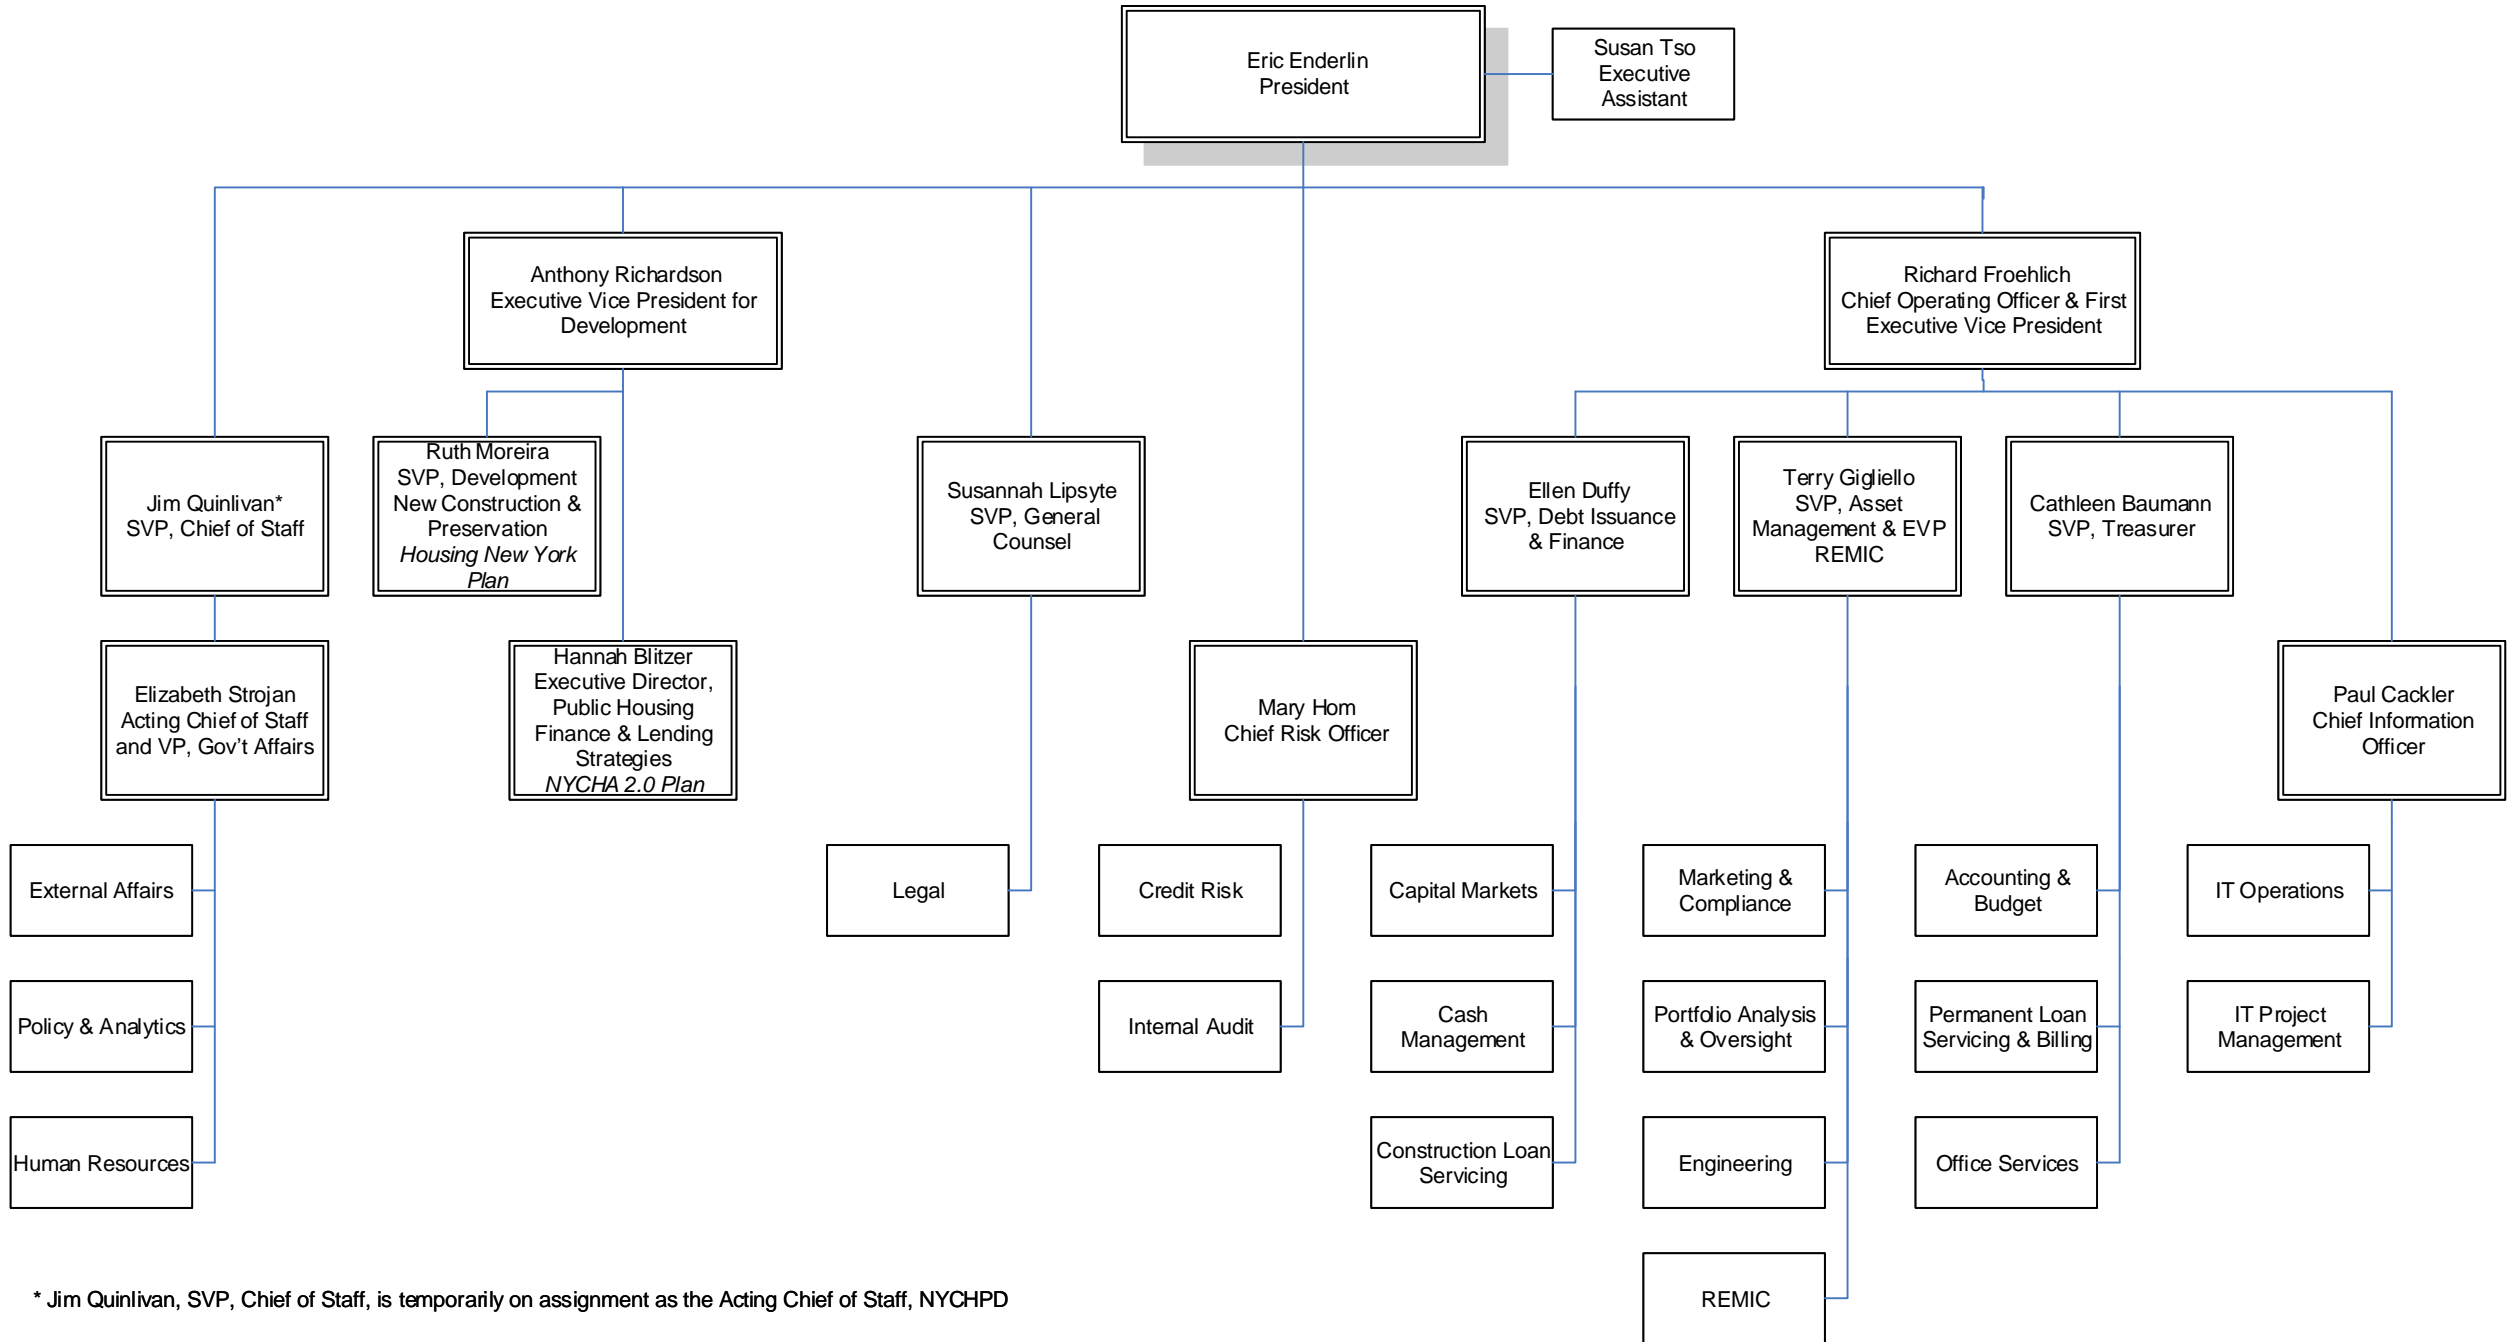 Eric Enderlin
President
Susan Tso
Executive
Assistant
Anthony Richardson
Executive Vice President for
Development
Richard Froehlich
Chief Operating Officer & First
Executive Vice President
Jim Quinlivan*
SVP, Chief of Staff
Ruth Moreira
SVP, Development
New Construction &
Preservation
Housing New York
Plan
Susannah Lipsyte
SVP, General
Counsel
Ellen Duffy
SVP, Debt Issuance
& Finance
Terry Gigliello
SVP, Asset
Management & EVP
REMIC
Cathleen Baumann
SVP, Treasurer
Elizabeth Strojan
Acting Chief of Staff
and VP, Gov’t Affairs
Hannah Blitzer
Executive Director,
Public Housing
Finance & Lending
Strategies
NYCHA 2.0 Plan
Mary Hom
Chief Risk Officer
Paul Cackler
Chief Information
Officer
External Affairs
Legal
Credit Risk
Capital Markets
Marketing &
Compliance
Accounting &
Budget
IT Operations
Policy & Analytics
Internal Audit
Cash
Management
Portfolio Analysis
& Oversight
Permanent Loan
Servicing & Billing
IT Project
Management
Human Resources
Construction Loan
Servicing
Engineering
Office Services
REMIC
* Jim Quinlivan, SVP, Chief of Staff, is temporarily on assignment as the Acting Chief of Staff, NYCHPD